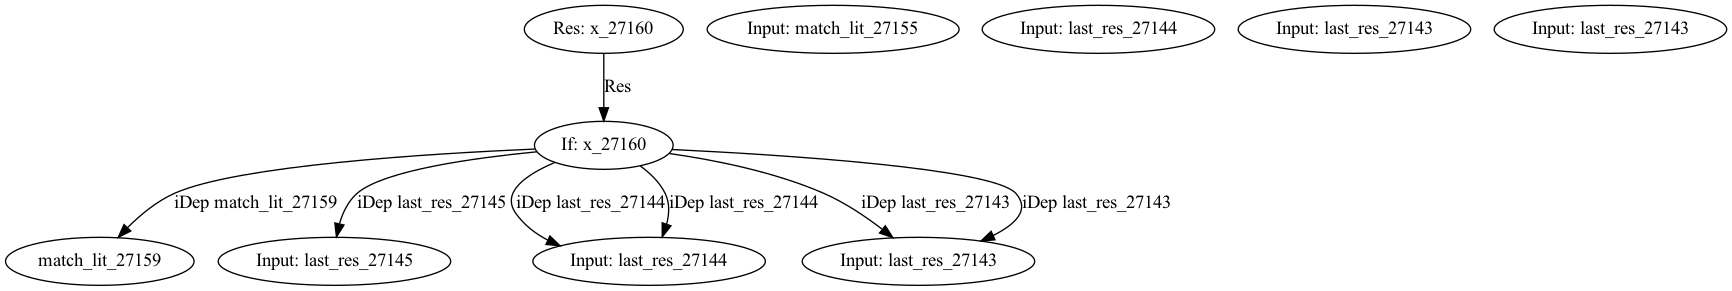 Res: x_27160
Input: match_lit_27155
Input: last_res_27144
Input: last_res_27143
Input: last_res_27143
Res
If: x_27160
iDep match_lit_27159
iDep last_res_27145
iDep last_res_27144
iDep last_res_27144
iDep last_res_27143
iDep last_res_27143
match_lit_27159
Input: last_res_27145
Input: last_res_27144
Input: last_res_27143